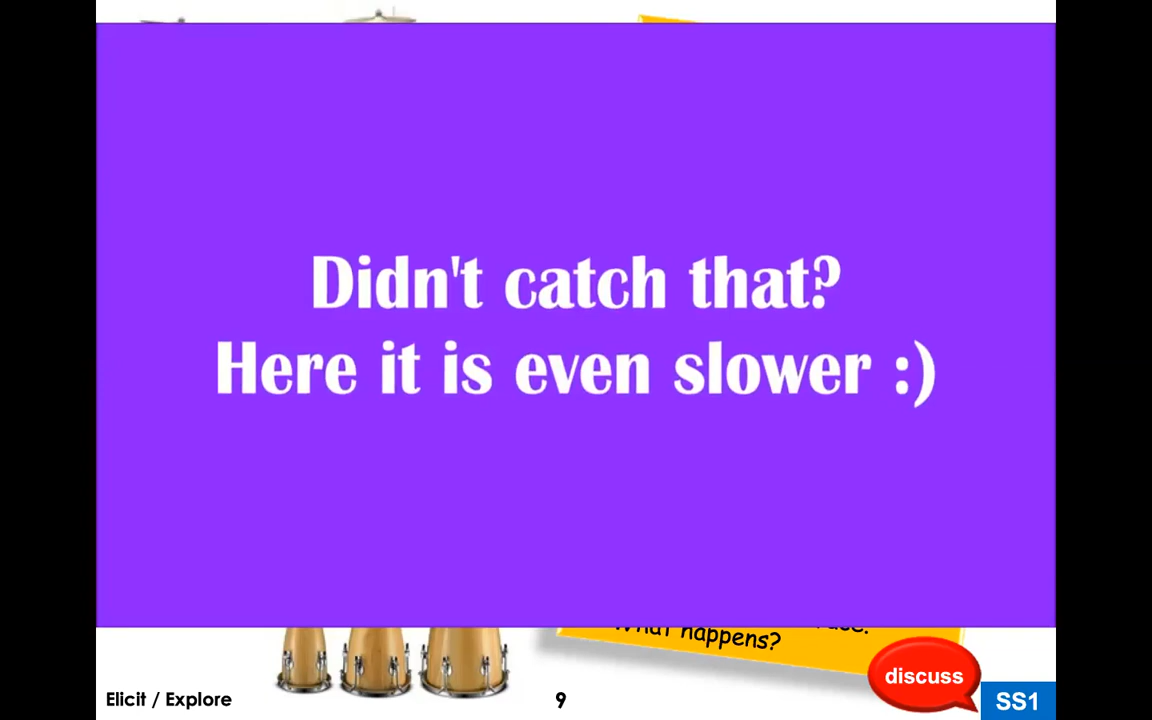 Didn't catch that?
Here it is even slower :)
What happens?
discuss
Elicit / Explore
9
SS1